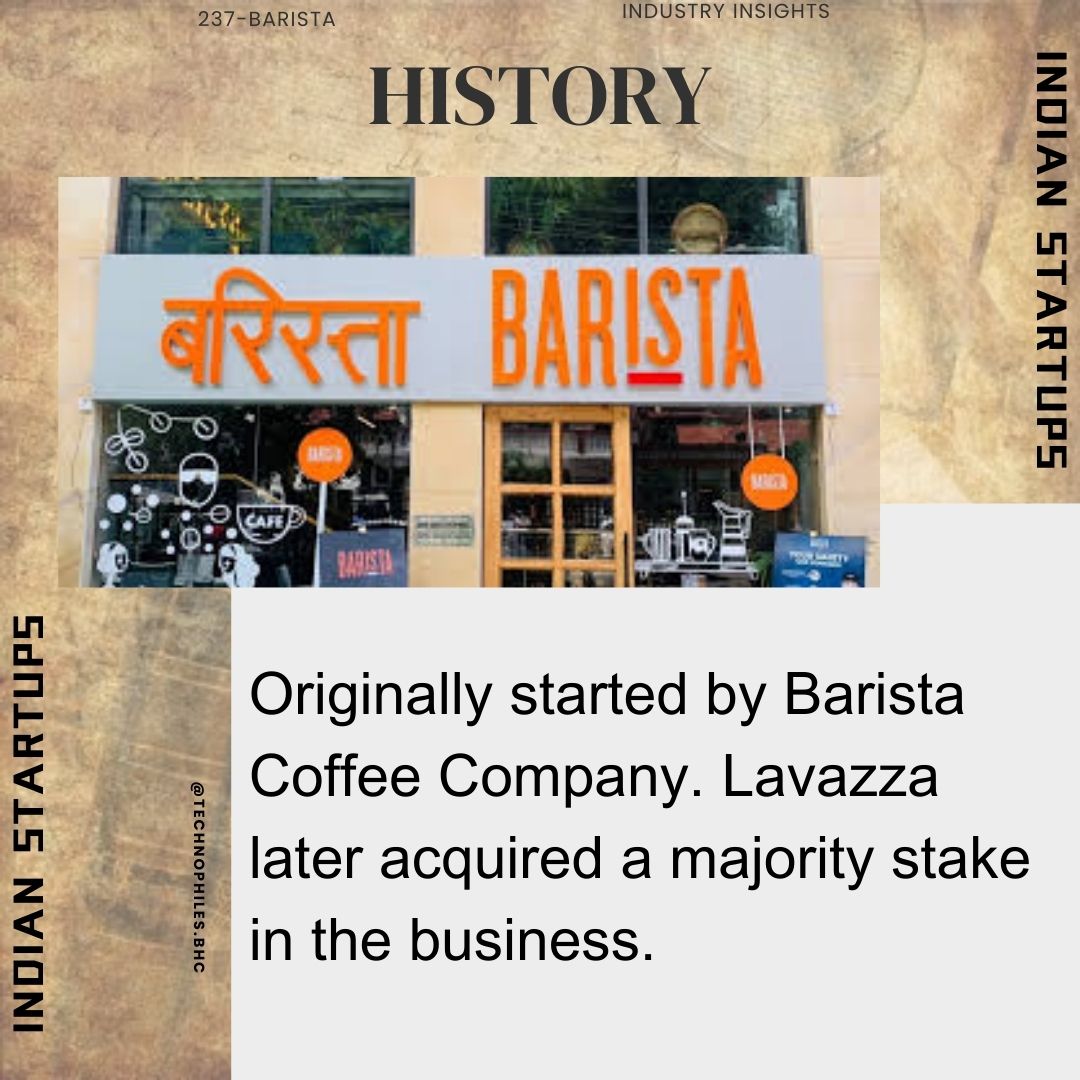 237-BARISTA
INDUSTRY INSIGHTS
HISTORY
INDIAN STARTUPS
बरिस्ता BARISTA
BARISTA
BARISTA
CAFE
BARISTA
INDIAN STARTUPS
@TECHNOPHILES.BHC
Originally started by Barista
Coffee Company. Lavazza
later acquired a majority stake
in the business.